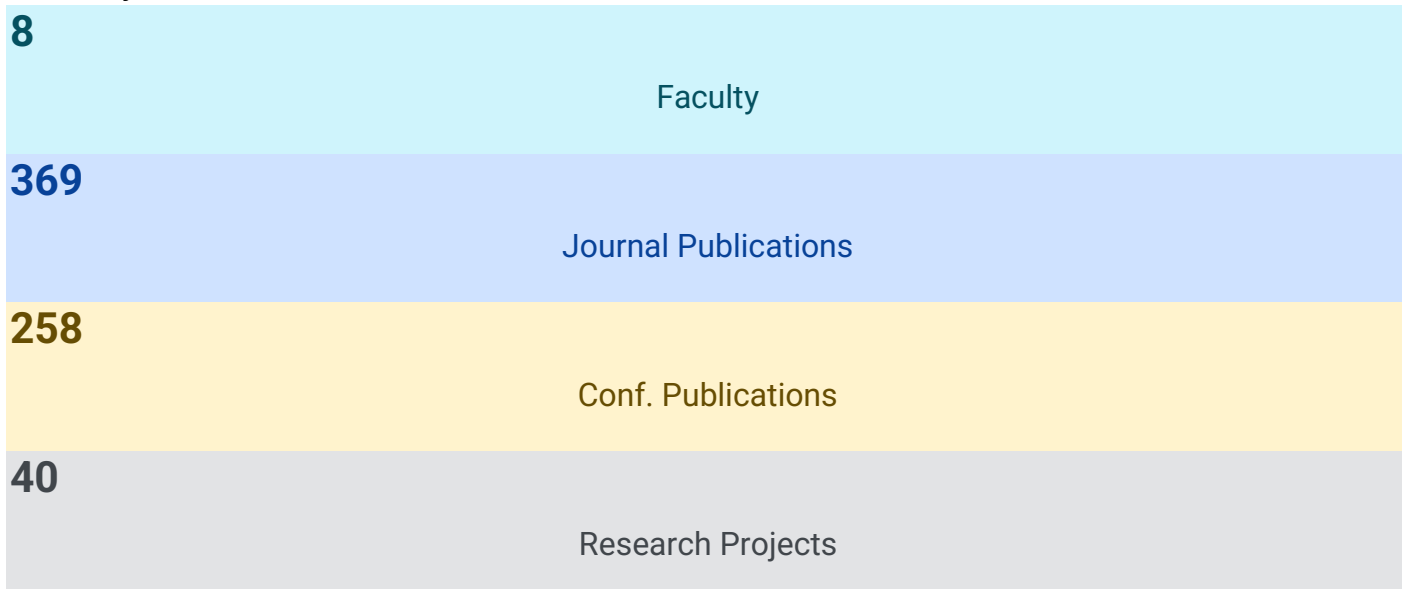 8
Faculty
369
Journal Publications
258
Conf. Publications
40
Research Projects